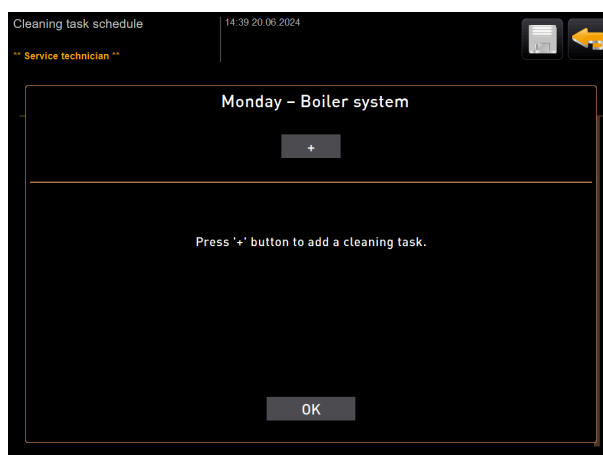 Cleaning task schedule
14:39 20.06.2024
** Service technician **
Monday – Boiler system
+
Press '+' button to add a cleaning task.
OK